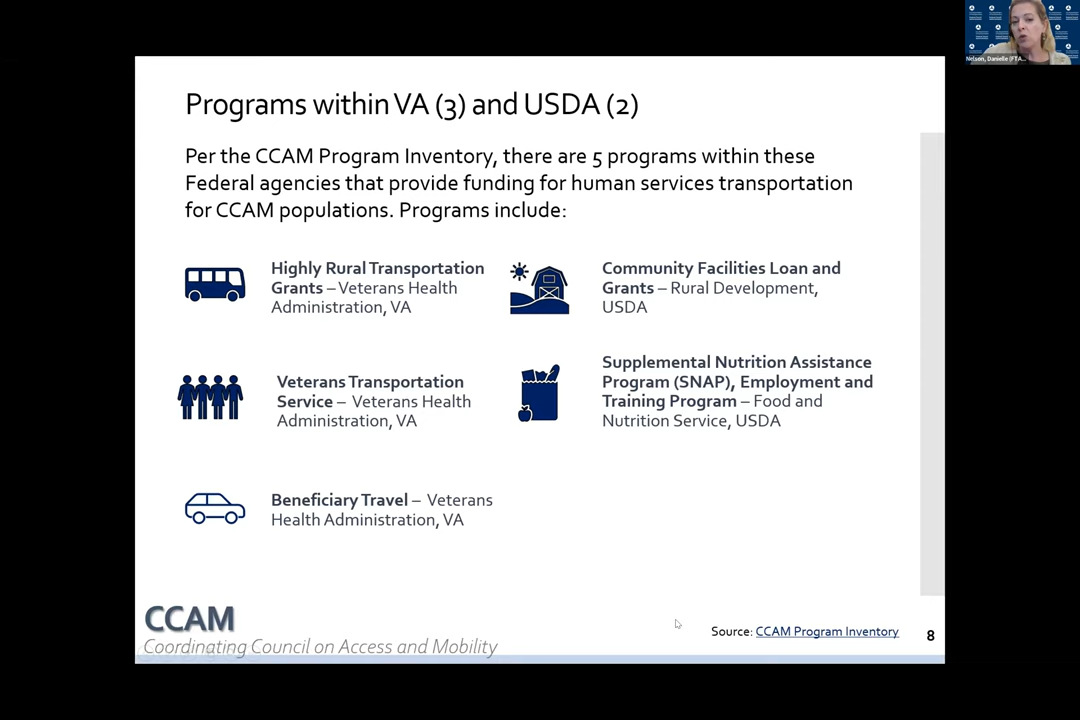 Nelson, Danielle (FTA...
Programs within VA (3) and USDA (2)
Per the CCAM Program Inventory, there are 5 programs within these
Federal agencies that provide funding for human services transportation
for CCAM populations. Programs include:
Highly Rural Transportation
Grants – Veterans Health
Administration, VA
Community Facilities Loan and
Grants – Rural Development,
USDA
Veterans Transportation
Service – Veterans Health
Administration, VA
Supplemental Nutrition Assistance
Program (SNAP), Employment and
Training Program – Food and
Nutrition Service, USDA
Beneficiary Travel – Veterans
Health Administration, VA
CCAM
Coordinating Council on Access and Mobility
Source: CCAM Program Inventory
8